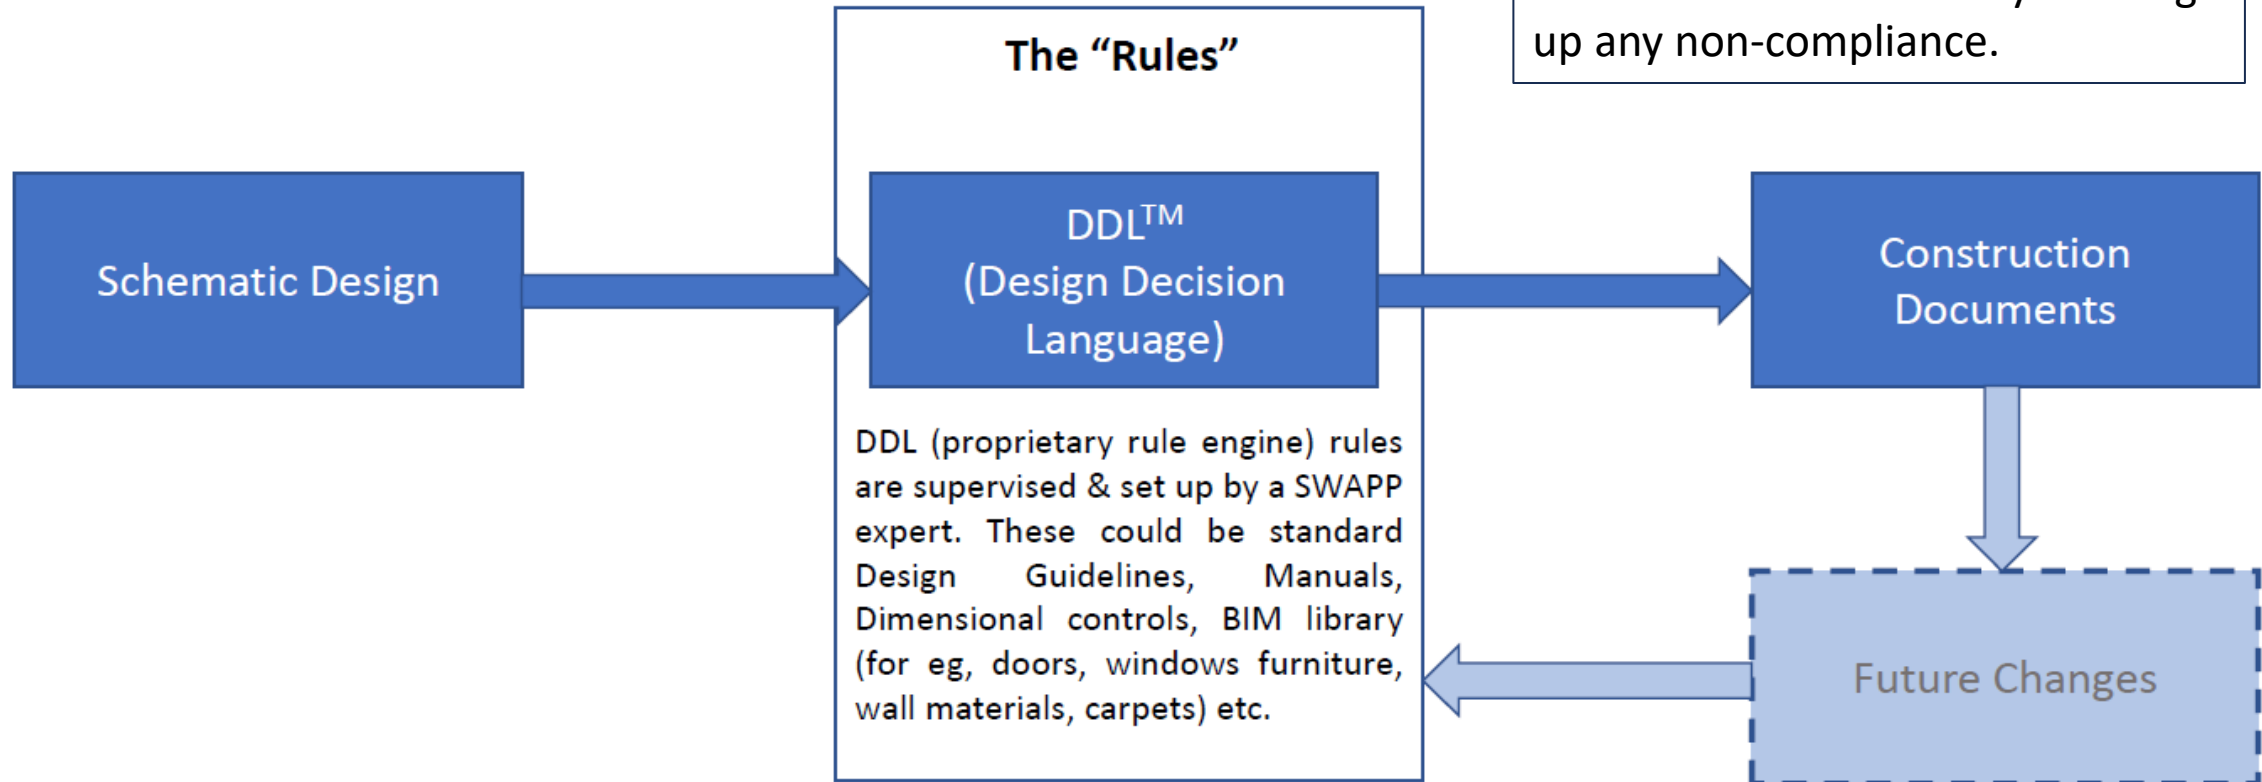 up any non-compliance.
The “Rules”
Schematic Design
DDL™
(Design Decision
Language)
Construction
Documents
DDL (proprietary rule engine) rules
are supervised & set up by a SWAPP
expert. These could be standard
Design Guidelines, Manuals,
Dimensional controls, BIM library
(for eg, doors, windows furniture,
wall materials, carpets) etc.
Future Changes